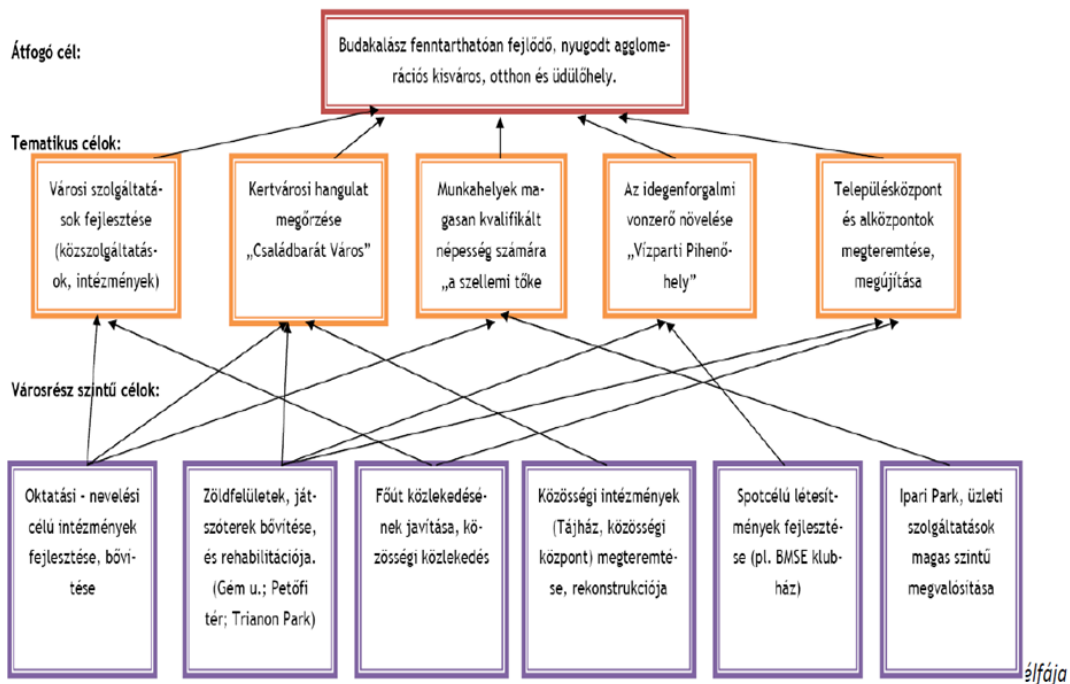 Átfogó cél:
Budakalász fenntarthatóan fejlődő, nyugodt agglome-
rációs kisváros, otthon és üdülőhely.
Tematikus célok:
Városi szolgáltatá-
sok fejlesztése
(közszolgáltatás-
ok, intézmények)
Kertvárosi hangulat
megőrzése
„Családbarát Város”
Munkahelyek ma-
gasan kvalifikált
népesség számára
„a szellemi tőke
Az idegenforgalmi
vonzerő növelése
„Vízparti Pihenő-
hely”
Településközpont
és alközpontok
megteremtése,
megújítása
Városrész szintű célok:
Oktatási - nevelési
célú intézmények
fejlesztése, bőví-
tése
Zöldfelületek, ját-
szóterek bővítése,
és rehabilitációja.
(Gém u.; Petőfi
tér; Trianon Park)
Főút közlekedésé-
nek javítása, kö-
zösségi közlekedés
Közösségi intézmények
(Tájház, közösségi
központ) megteremté-
se, rekonstrukciója
Spotcélú létesít-
mények fejleszté-
se (pl. BMSE klub-
ház)
Ipari Park, üzleti
szolgáltatások
magas szintű
megvalósítása
élfája